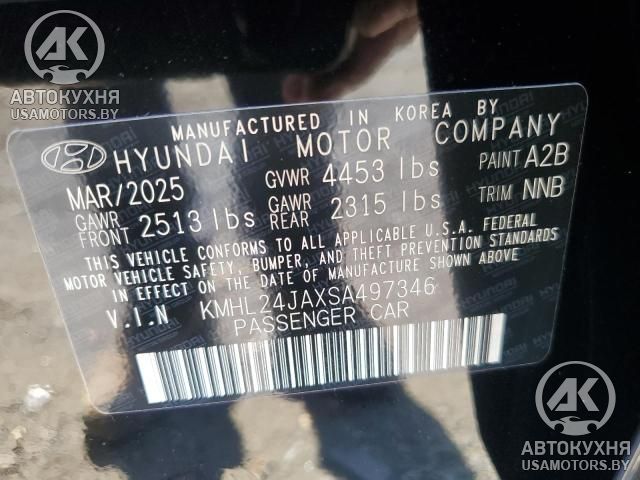 AK
АВТОКУХНЯ
USAMOTORS.BY
MANUFACTURED IN KOREA BY
HYUNDAI MOTOR COMPANY
MAR/2025 GVWR 4453 lbs PAINT A2B
GAWR FRONT 2513 lbs GAWR REAR 2315 lbs TRIM NNB
THIS VEHICLE CONFORMS TO ALL APPLICABLE U.S.A. FEDERAL
MOTOR VEHICLE SAFETY, BUMPER, AND THEFT PREVENTION STANDARDS
IN EFFECT ON THE DATE OF MANUFACTURE SHOWN ABOVE
V.I.N KMHL24JAXSA497346
PASSENGER CAR
AK
АВТОКУХНЯ
USAMOTORS.BY